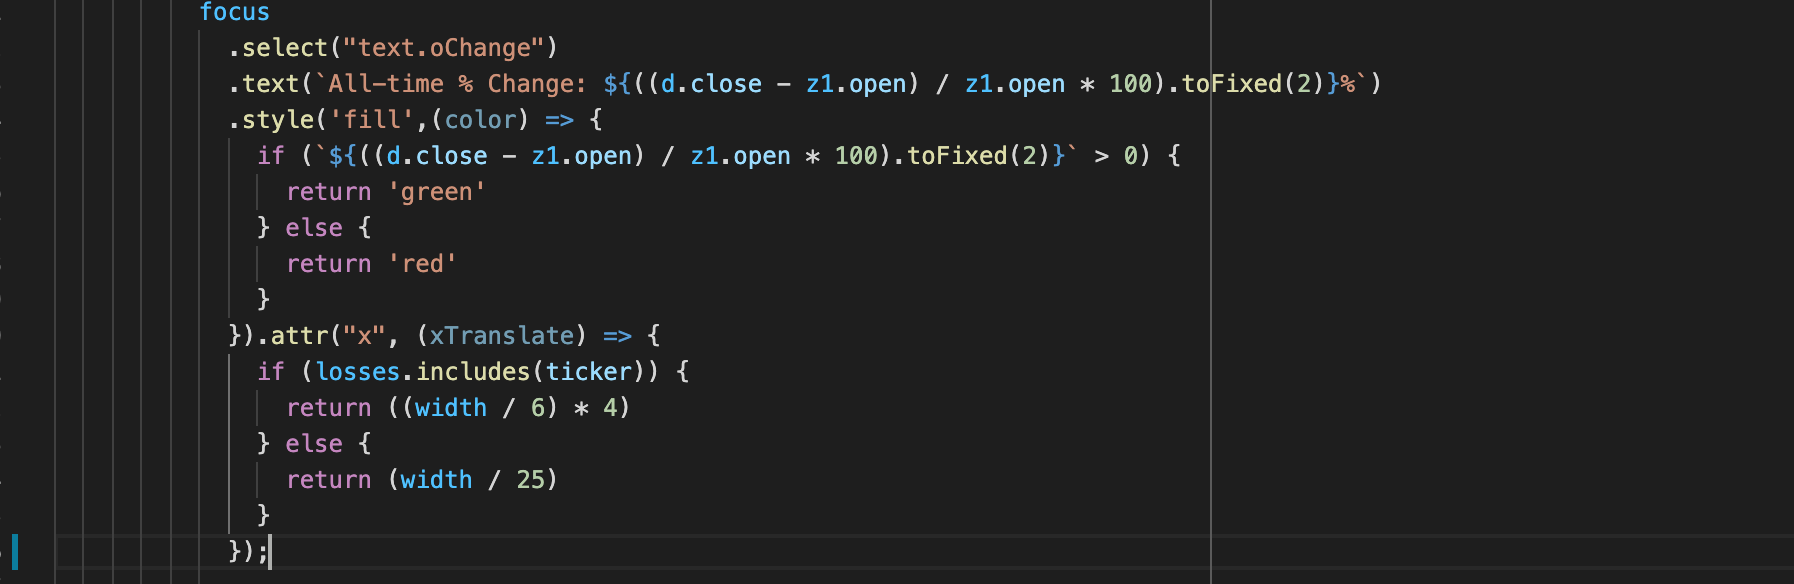 focus
.select("text.oChange")
.text(`All-time % Change: ${((d.close - z1.open) / z1.open * 100).toFixed(2)}%`)
.style('fill',(color) => {
if (`${((d.close - z1.open) / z1.open * 100).toFixed(2)}` > 0) {
return 'green'
} else {
return 'red'
}
}).attr("x", (xTranslate) => {
if (losses.includes(ticker)) {
return ((width / 6) * 4)
} else {
return (width / 25)
}
});